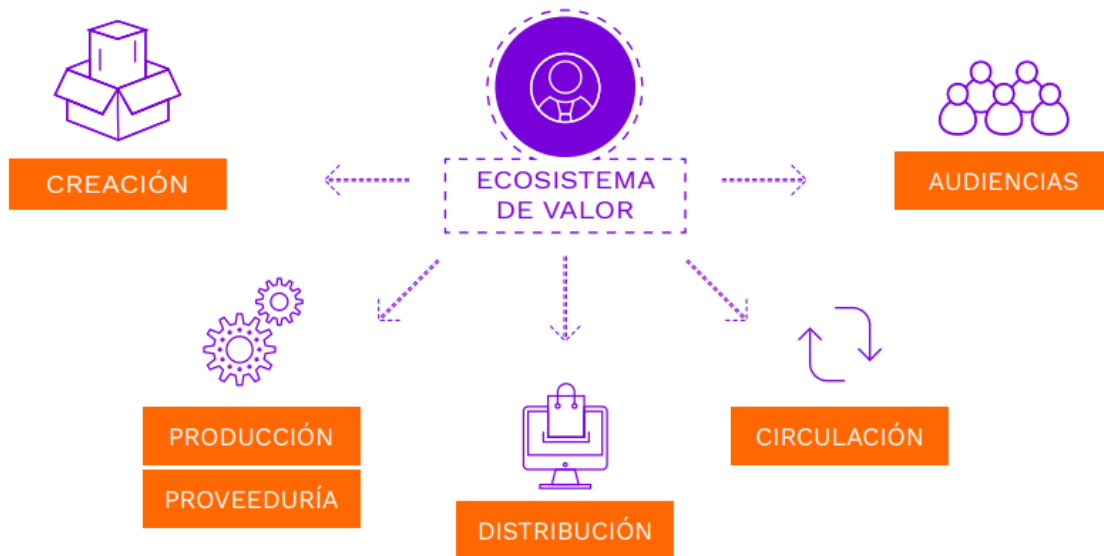 ECOSISTEMA
DE VALOR
CREACIÓN
AUDIENCIAS
PRODUCCIÓN
PROVEEDURÍA
CIRCULACIÓN
DISTRIBUCIÓN